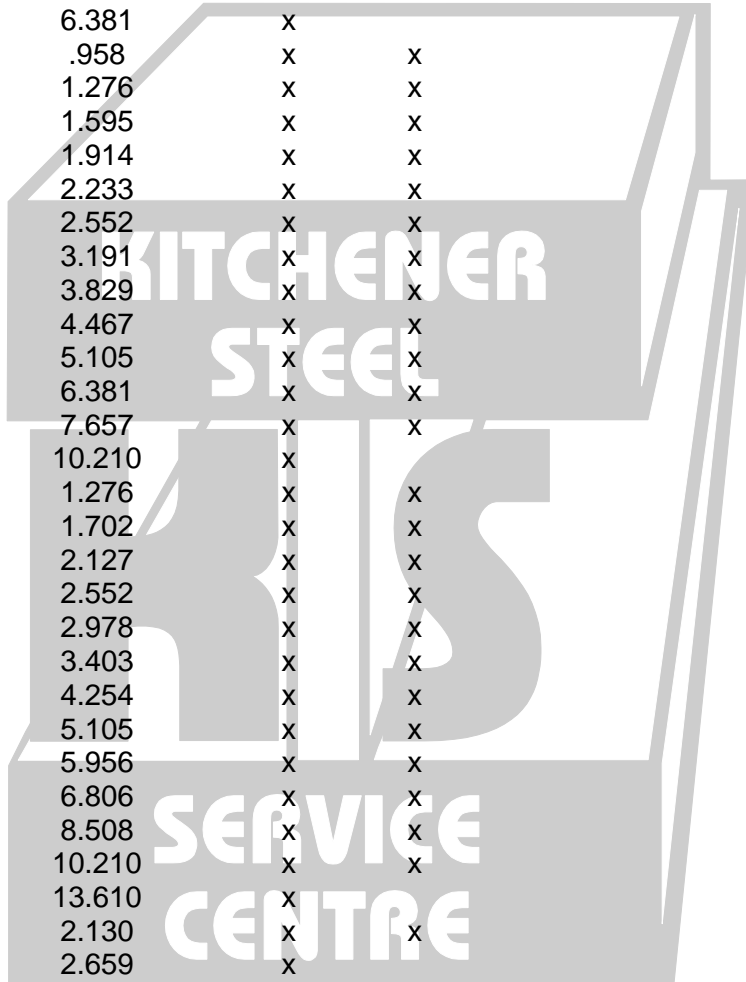 6.381 x
.958 x x
1.276 x x
1.595 x x
1.914 x x
2.233 x x
2.552 x x
3.191 x x
3.829 x x
4.467 x x
5.105 x x
6.381 x x
7.657 x x
10.210 x
1.276 x x
1.702 x x
2.127 x x
2.552 x x
2.978 x x
3.403 x x
4.254 x x
5.105 x x
5.956 x x
6.806 x x
8.508 x x
10.210 x x
13.610 x
2.130 x x
2.659 x
KITCHENER
STEEL
KS
SERVICE
CENTRE